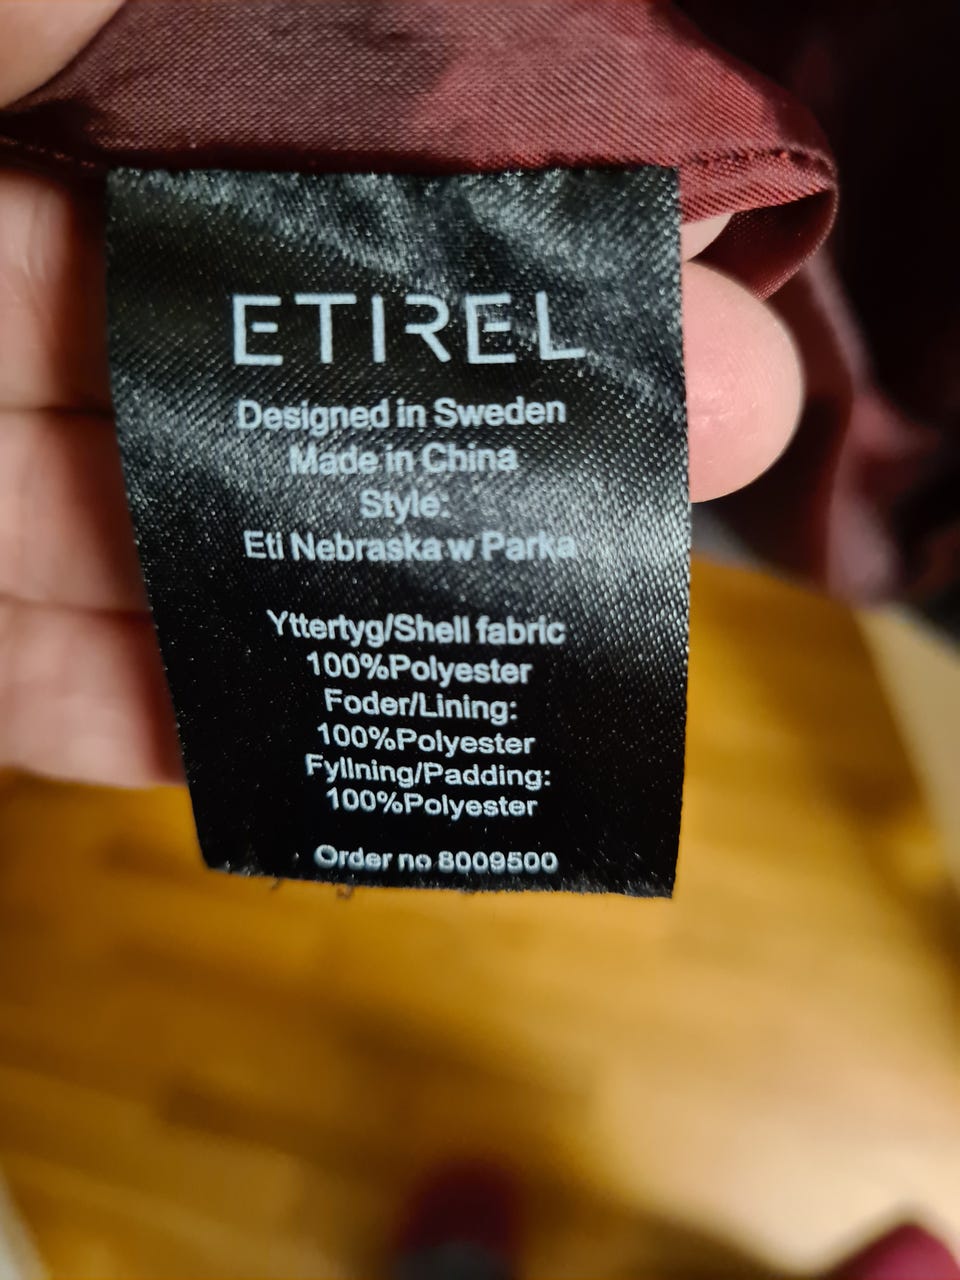 ETIREL
Designed in Sweden
Made in China
Style:
Eti Nebraska w Parka
Yttertyg/Shell fabric
100%Polyester
Foder/Lining:
100%Polyester
Fyllning/Padding:
100%Polyester
Order no 8009500